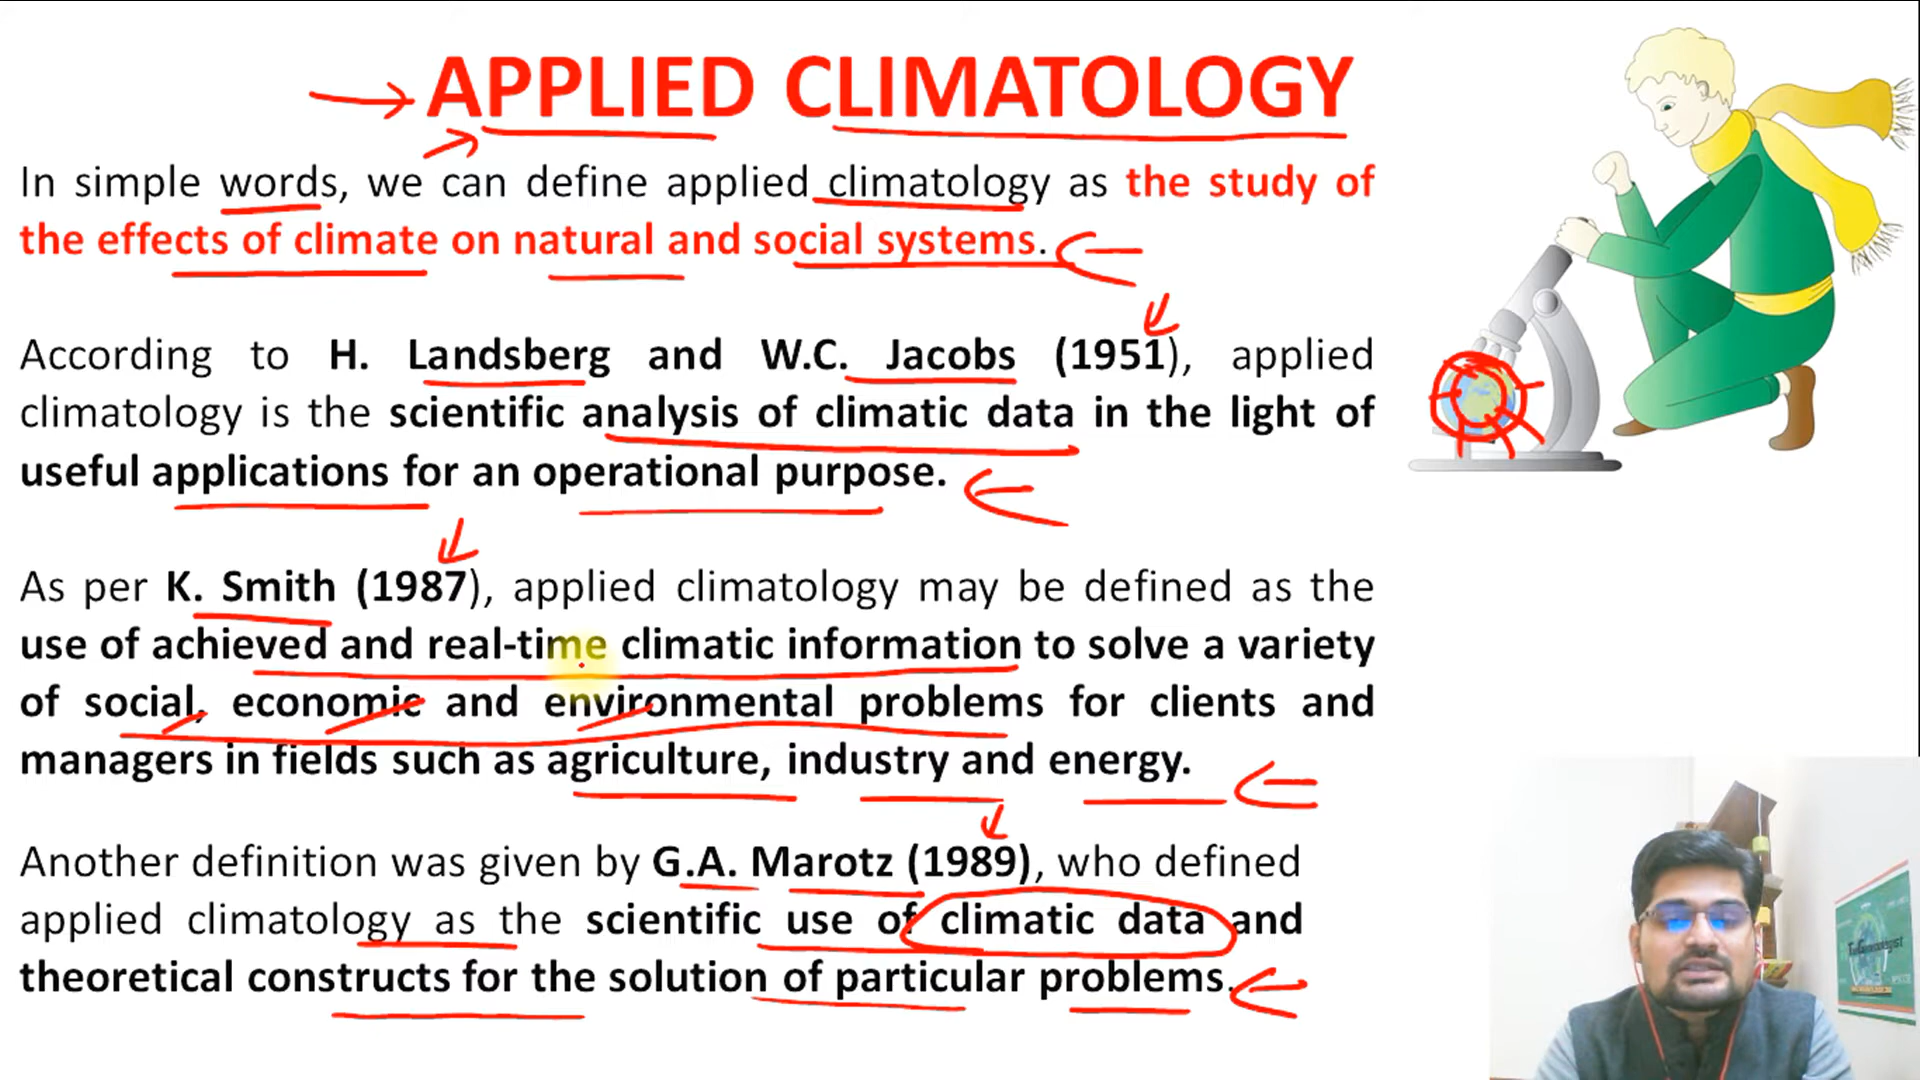 APPLIED CLIMATOLOGY
In simple words, we can define applied climatology as the study of
the effects of climate on natural and social systems.
According to H. Landsberg and W.C. Jacobs (1951), applied
climatology is the scientific analysis of climatic data in the light of
useful applications for an operational purpose.
As per K. Smith (1987), applied climatology may be defined as the
use of achieved and real-time climatic information to solve a variety
of social, economic and environmental problems for clients and
managers in fields such as agriculture, industry and energy.
Another definition was given by G.A. Marotz (1989), who defined
applied climatology as the scientific use of climatic data and
theoretical constructs for the solution of particular problems.